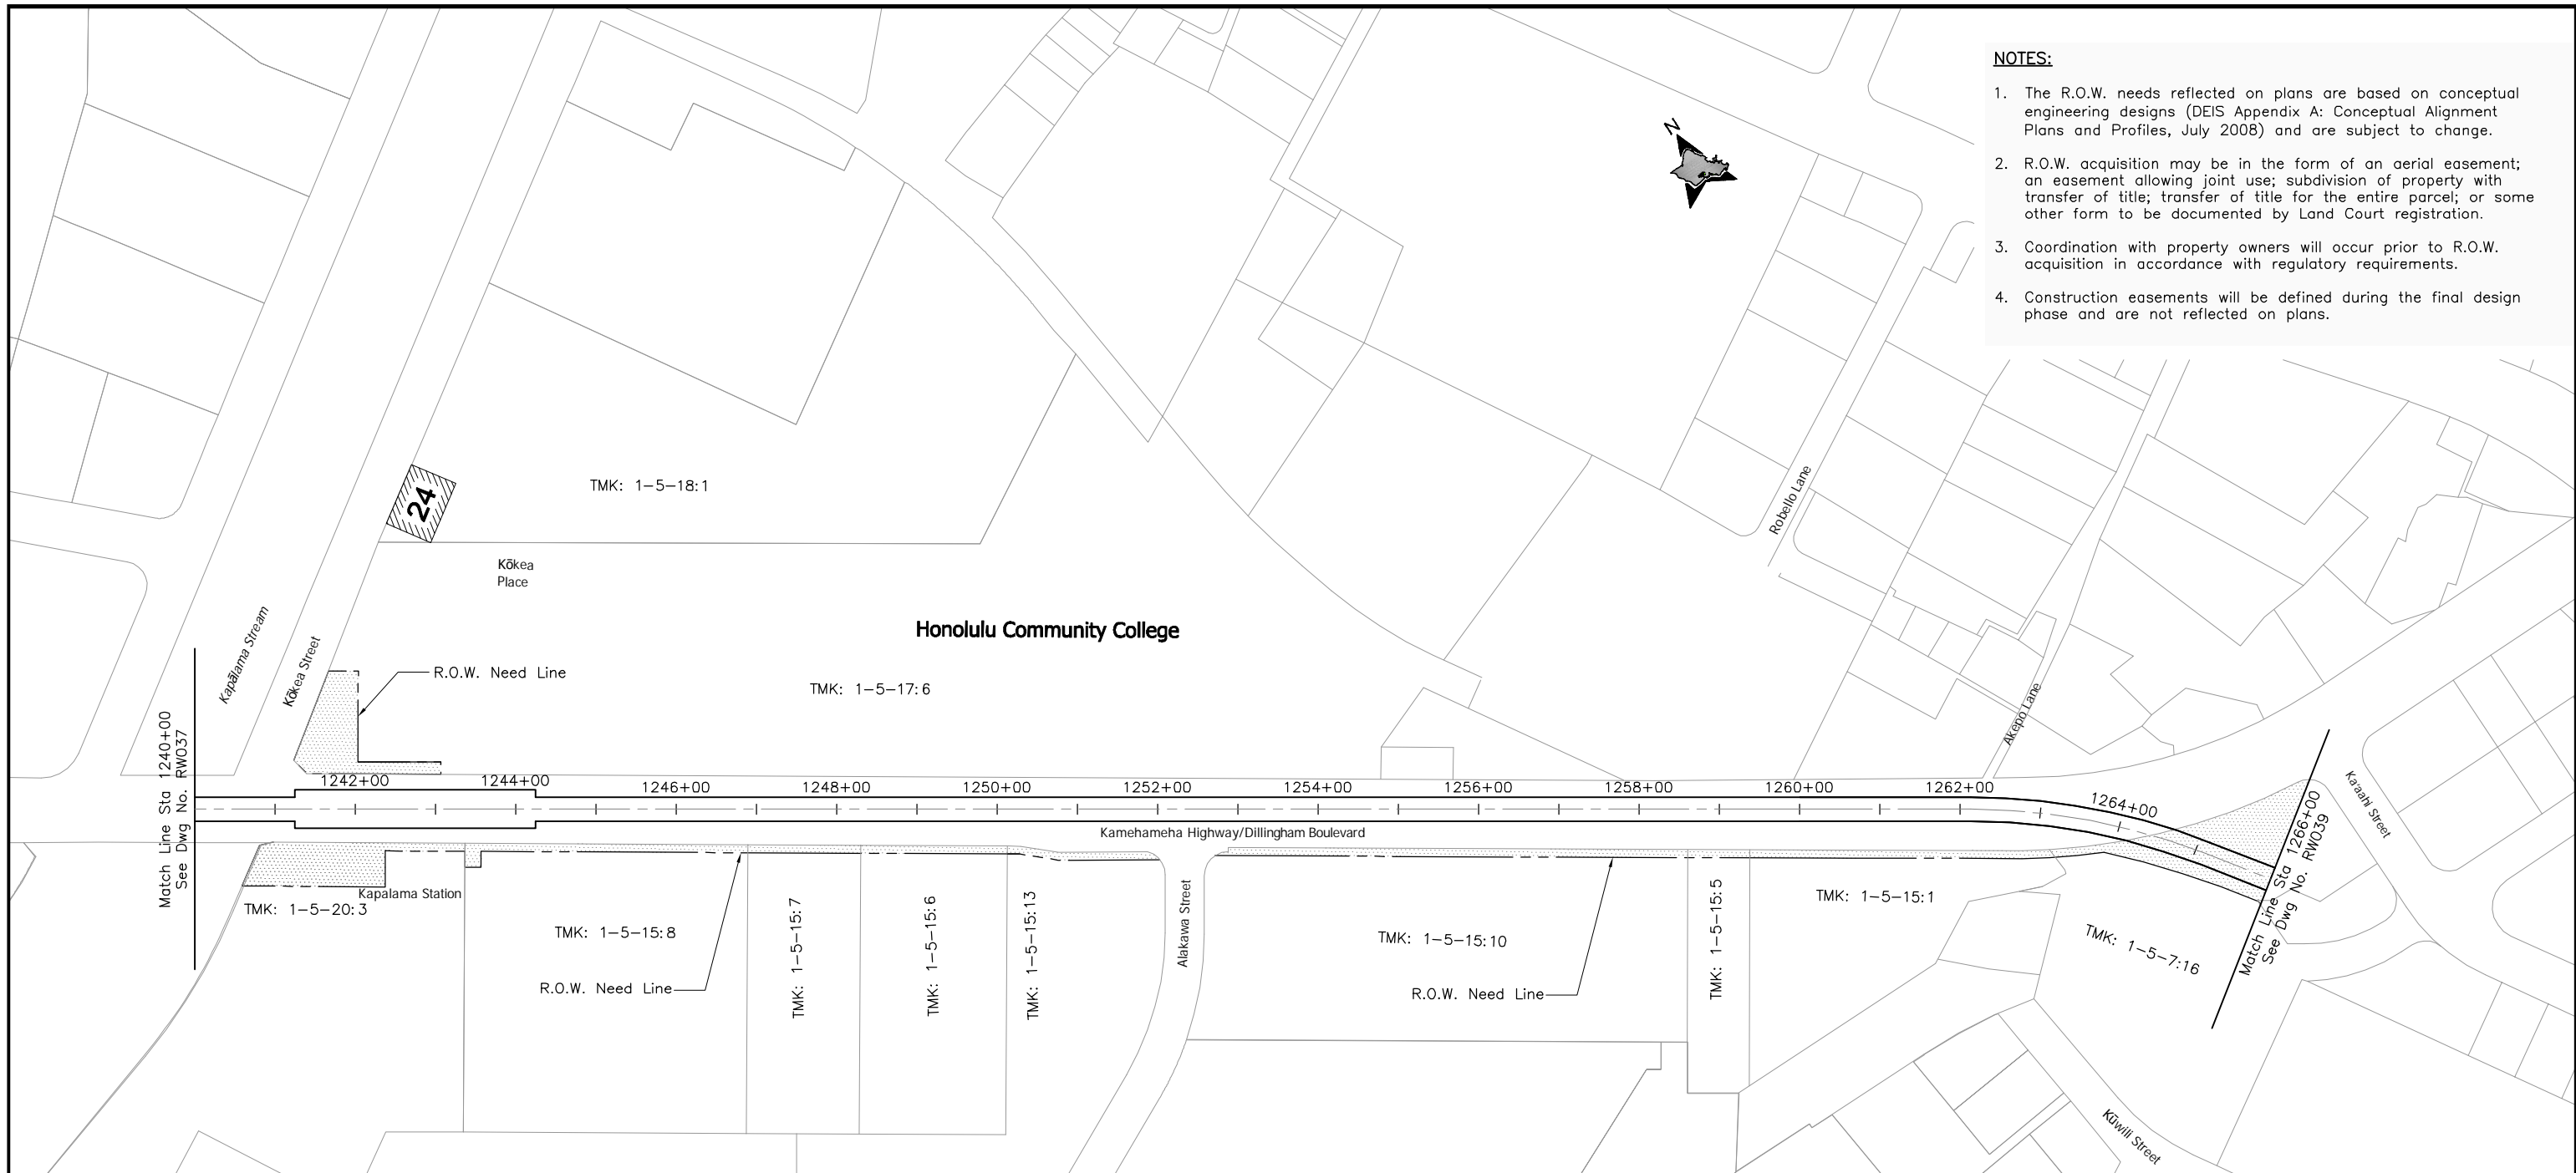 NOTES:
1. The R.O.W. needs reflected on plans are based on conceptual
engineering designs (DEIS Appendix A: Conceptual Alignment
Plans and Profiles, July 2008) and are subject to change.
2. R.O.W. acquisition may be in the form of an aerial easement;
an easement allowing joint use; subdivision of property with
transfer of title; transfer of title for the entire parcel; or some
other form to be documented by Land Court registration.
3. Coordination with property owners will occur prior to R.O.W.
acquisition in accordance with regulatory requirements.
4. Construction easements will be defined during the final design
phase and are not reflected on plans.
N
24
TMK: 1-5-18:1
Kōkea
Place
Honolulu Community College
Robello Lane
Kapālama Stream
Kōkea Street
R.O.W. Need Line
TMK: 1-5-17:6
Akepo Lane
Match Line Sta 1240+00
See Dwg No. RW037
1242+00
1244+00
1246+00
1248+00
1250+00
1252+00
1254+00
1256+00
1258+00
1260+00
1262+00
1264+00
Kaʻaahi Street
Kamehameha Highway/Dillingham Boulevard
Match Line Sta 1266+00
See Dwg No. RW039
Kapalama Station
TMK: 1-5-20:3
TMK: 1-5-15:8
R.O.W. Need Line
TMK: 1-5-15:7
TMK: 1-5-15:6
TMK: 1-5-15:13
Alakawa Street
TMK: 1-5-15:10
R.O.W. Need Line
TMK: 1-5-15:5
TMK: 1-5-15:1
TMK: 1-5-7:16
Kūwili Street